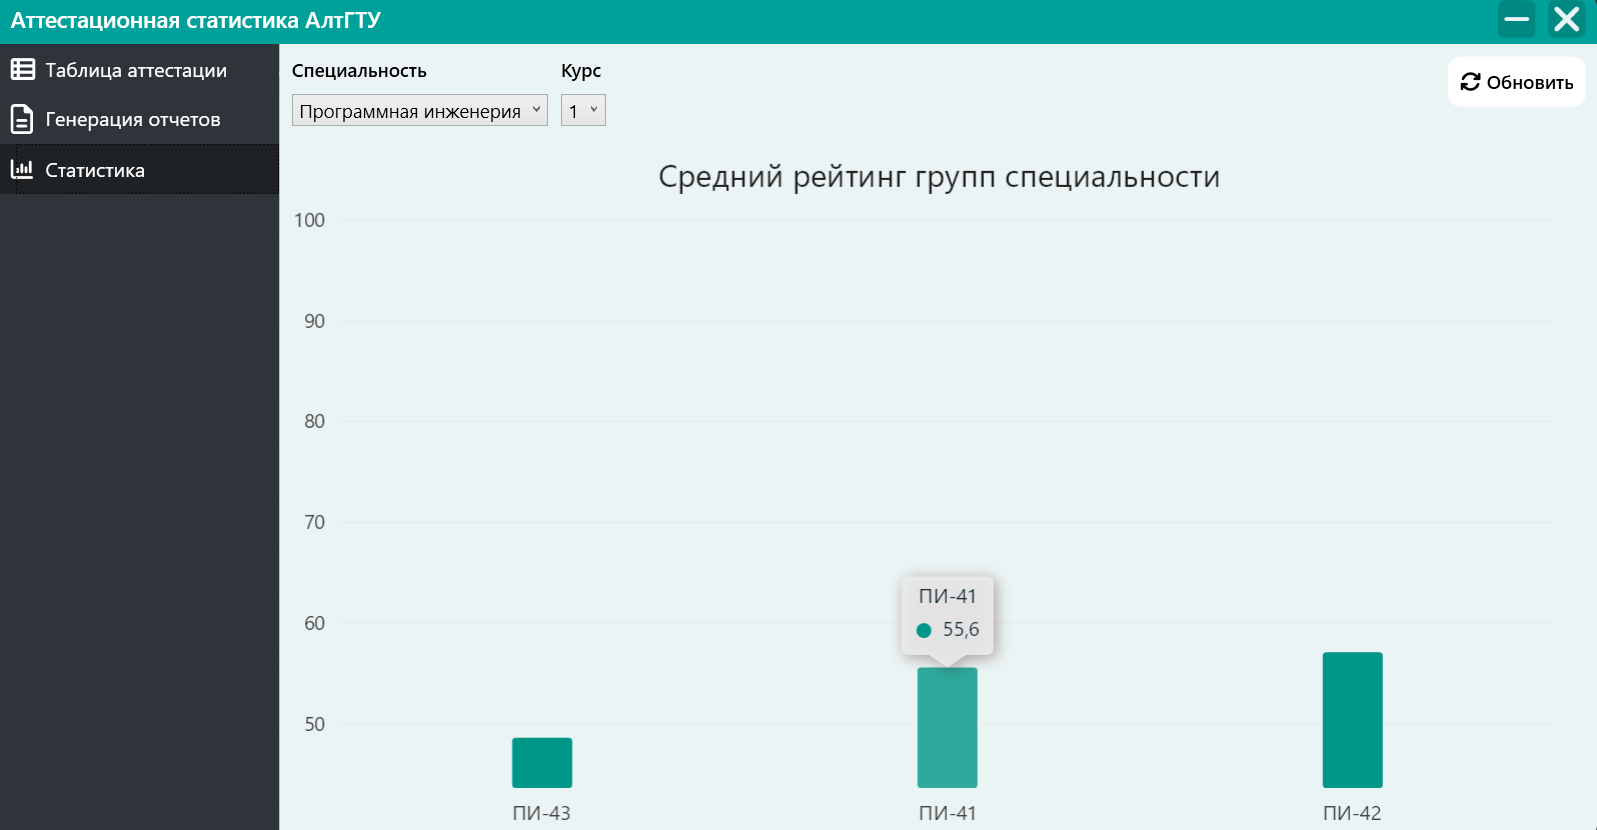 Аттестационная статистика АлтГТУ
Таблица аттестации
Генерация отчетов
Статистика
Специальность
Курс
Программная инженерия
1
Обновить
Средний рейтинг групп специальности
100
90
80
70
60
50
ПИ-41
55,6
ПИ-43
ПИ-41
ПИ-42